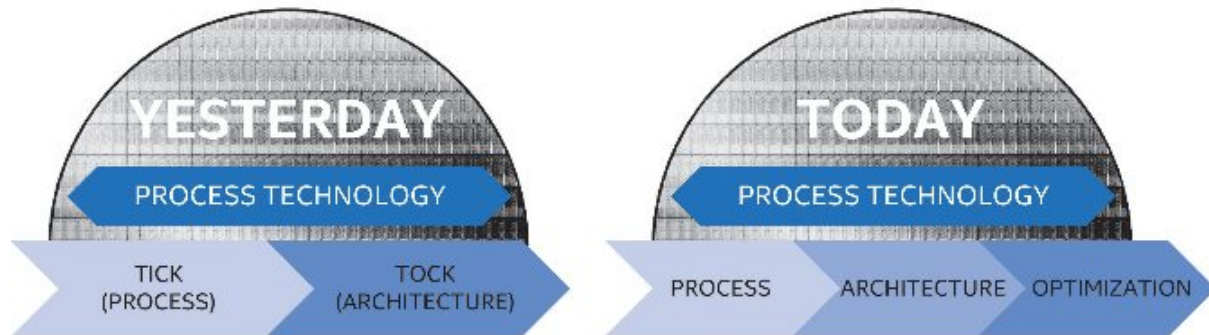 YESTERDAY
PROCESS TECHNOLOGY
TICK
(PROCESS)
TOCK
(ARCHITECTURE)
TODAY
PROCESS TECHNOLOGY
PROCESS
ARCHITECTURE
OPTIMIZATION